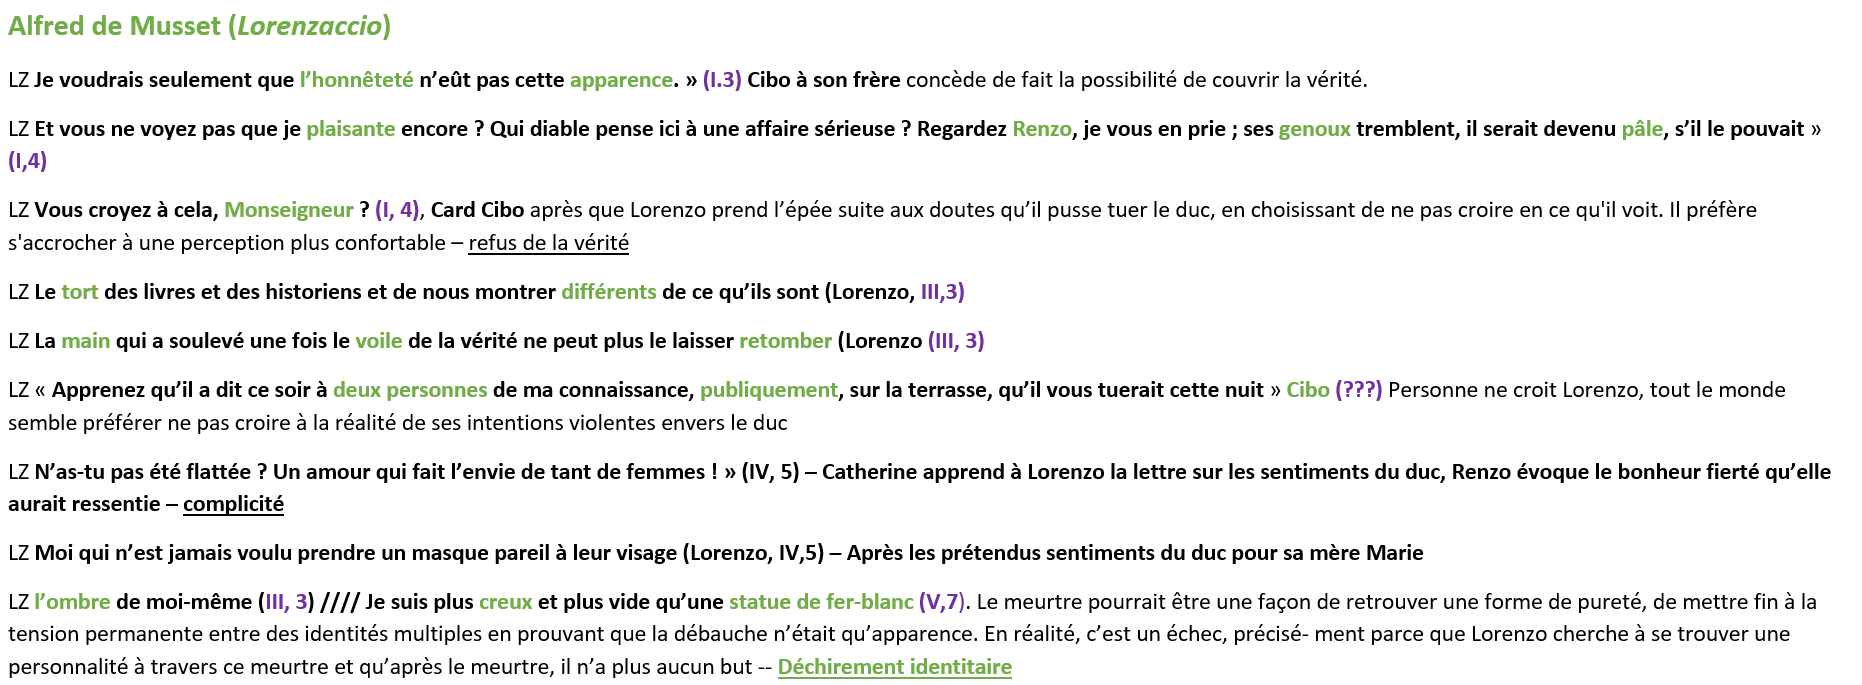 Alfred de Musset (Lorenzaccio)
LZ Je voudrais seulement que l’honnêteté n’eût pas cette apparence. » (I.3) Cibo à son frère concède de fait la possibilité de couvrir la vérité.
LZ Et vous ne voyez pas que je plaisante encore ? Qui diable pense ici à une affaire sérieuse ? Regardez Renzo, je vous en prie ; ses genoux tremblent, il serait devenu pâle, s’il le pouvait »
(I,4)
LZ Vous croyez à cela, Monseigneur ? (I, 4), Card Cibo après que Lorenzo prend l’épée suite aux doutes qu’il pusse tuer le duc, en choisissant de ne pas croire en ce qu'il voit. Il préfère
s'accrocher à une perception plus confortable – refus de la vérité
LZ Le tort des livres et des historiens et de nous montrer différents de ce qu’ils sont (Lorenzo, III,3)
LZ La main qui a soulevé une fois le voile de la vérité ne peut plus le laisser retomber (Lorenzo (III, 3)
LZ « Apprenez qu’il a dit ce soir à deux personnes de ma connaissance, publiquement, sur la terrasse, qu’il vous tuerait cette nuit » Cibo (???) Personne ne croit Lorenzo, tout le monde
semble préférer ne pas croire à la réalité de ses intentions violentes envers le duc
LZ N’as-tu pas été flattée ? Un amour qui fait l’envie de tant de femmes ! » (IV, 5) – Catherine apprend à Lorenzo la lettre sur les sentiments du duc, Renzo évoque le bonheur fierté qu’elle
aurait ressentie – complicité
LZ Moi qui n’est jamais voulu prendre un masque pareil à leur visage (Lorenzo, IV,5) – Après les prétendus sentiments du duc pour sa mère Marie
LZ l’ombre de moi-même (III, 3) //// Je suis plus creux et plus vide qu’une statue de fer-blanc (V,7). Le meurtre pourrait être une façon de retrouver une forme de pureté, de mettre fin à la
tension permanente entre des identités multiples en prouvant que la débauche n’était qu’apparence. En réalité, c’est un échec, précisé- ment parce que Lorenzo cherche à se trouver une
personnalité à travers ce meurtre et qu’après le meurtre, il n’a plus aucun but -- Déchirement identitaire